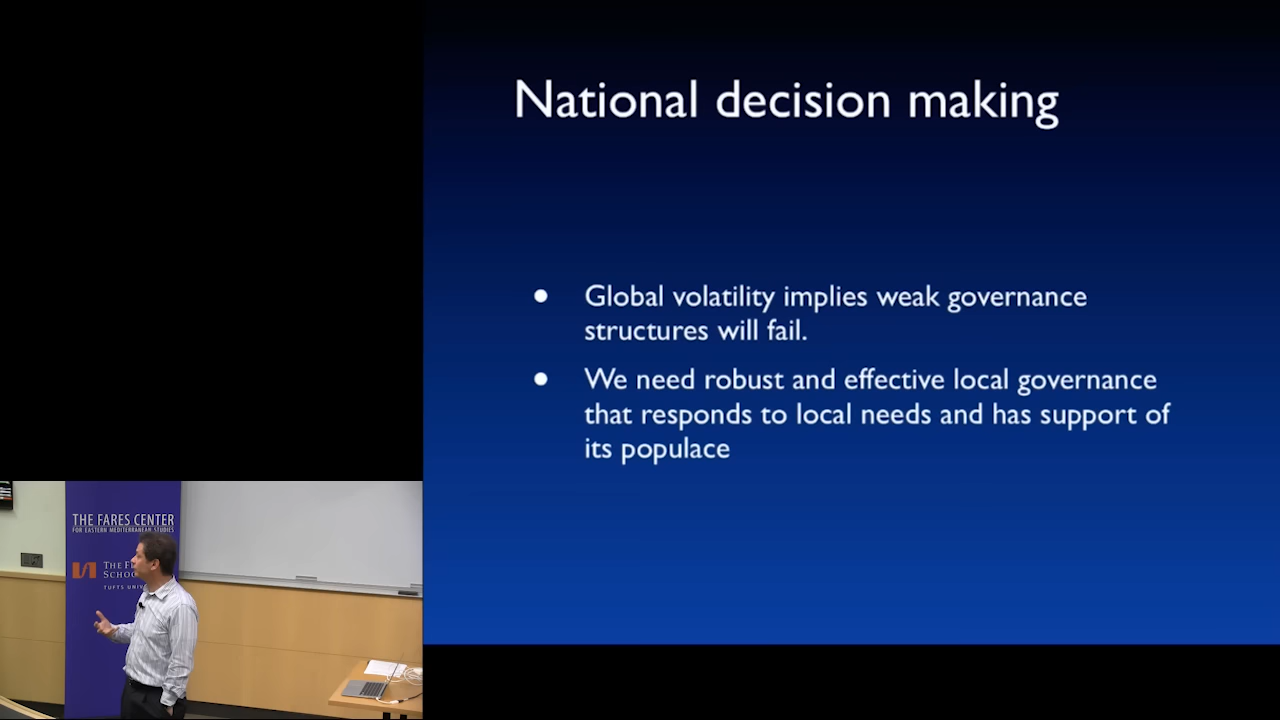 National decision making
● Global volatility implies weak governance
structures will fail.
● We need robust and effective local governance
that responds to local needs and has support of
its populace
THE FARES CENTER
FOR EASTERN MEDITERRANEAN STUDIES
THE
SCHOO
TUFTS UNIV